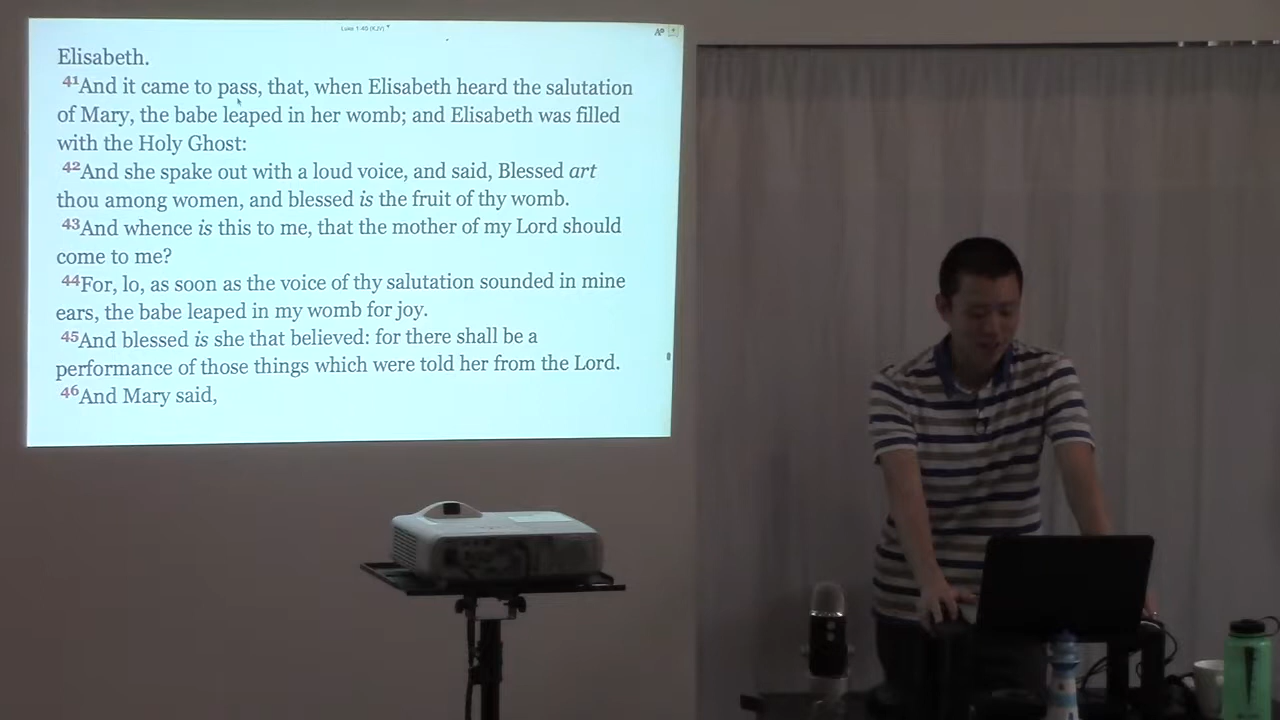 Luke 1:40 (KJV)
Elisabeth.
41And it came to pass, that, when Elisabeth heard the salutation
of Mary, the babe leaped in her womb; and Elisabeth was filled
with the Holy Ghost:
42And she spake out with a loud voice, and said, Blessed art
thou among women, and blessed is the fruit of thy womb.
43And whence is this to me, that the mother of my Lord should
come to me?
44For, lo, as soon as the voice of thy salutation sounded in mine
ears, the babe leaped in my womb for joy.
45And blessed is she that believed: for there shall be a
performance of those things which were told her from the Lord.
46And Mary said,